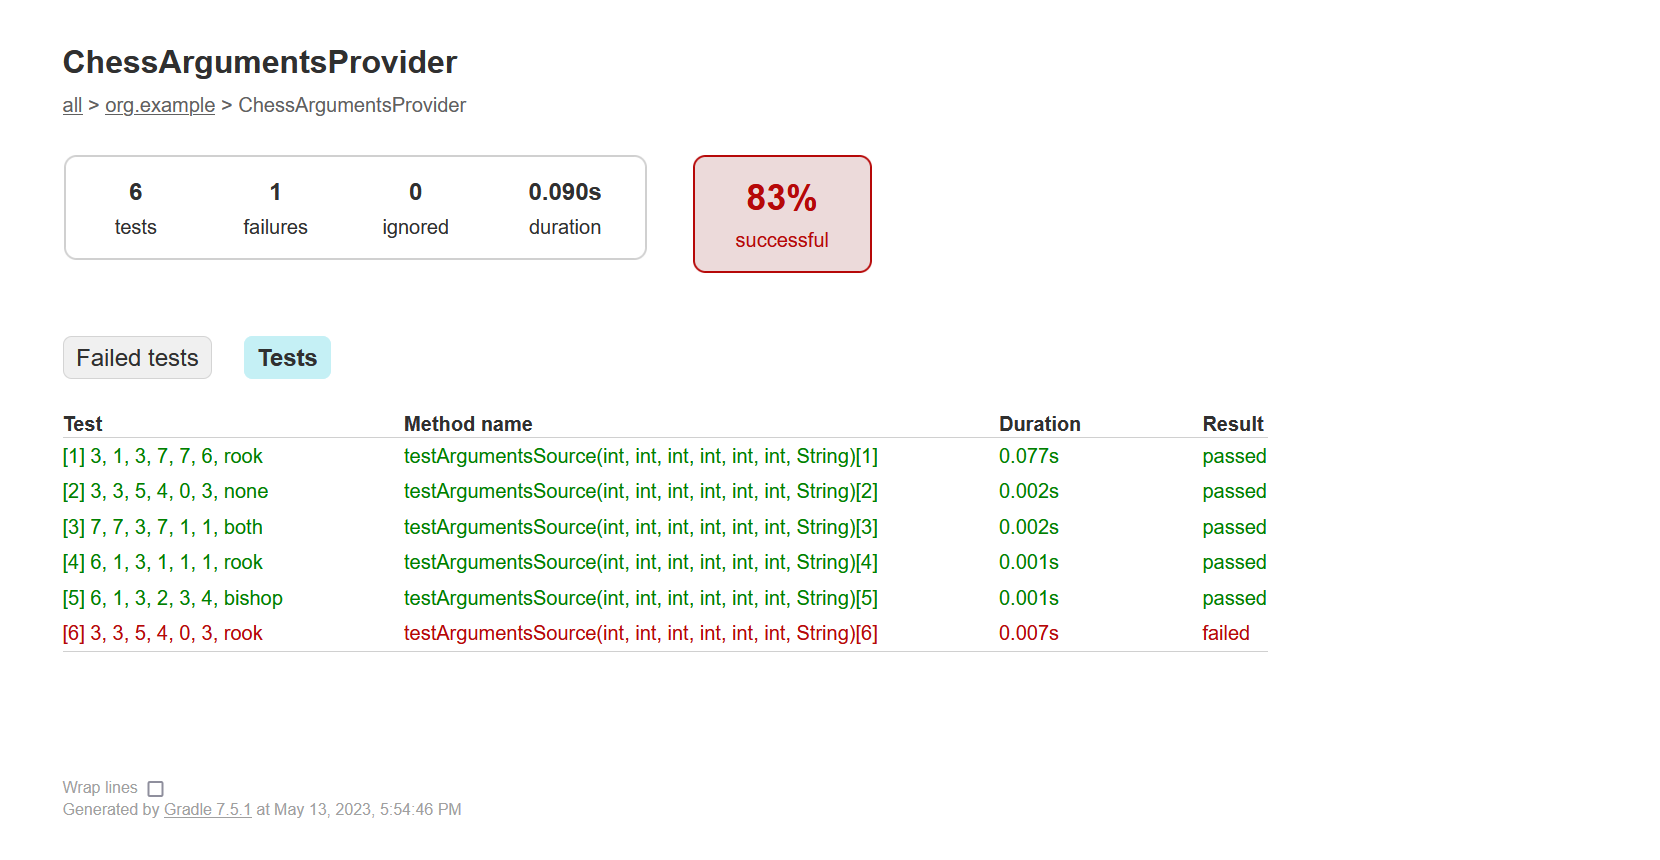 ChessArgumentsProvider
all > org.example > ChessArgumentsProvider
6 1 0 0.090s
tests failures ignored duration
83%
successful
Failed tests Tests
Test Method name Duration Result
[1] 3, 1, 3, 7, 7, 6, rook testArgumentsSource(int, int, int, int, int, int, String)[1] 0.077s passed
[2] 3, 3, 5, 4, 0, 3, none testArgumentsSource(int, int, int, int, int, int, String)[2] 0.002s passed
[3] 7, 7, 3, 7, 1, 1, both testArgumentsSource(int, int, int, int, int, int, String)[3] 0.002s passed
[4] 6, 1, 3, 1, 1, 1, rook testArgumentsSource(int, int, int, int, int, int, String)[4] 0.001s passed
[5] 6, 1, 3, 2, 3, 4, bishop testArgumentsSource(int, int, int, int, int, int, String)[5] 0.001s passed
[6] 3, 3, 5, 4, 0, 3, rook testArgumentsSource(int, int, int, int, int, int, String)[6] 0.007s failed
Wrap lines
Generated by Gradle 7.5.1 at May 13, 2023, 5:54:46 PM